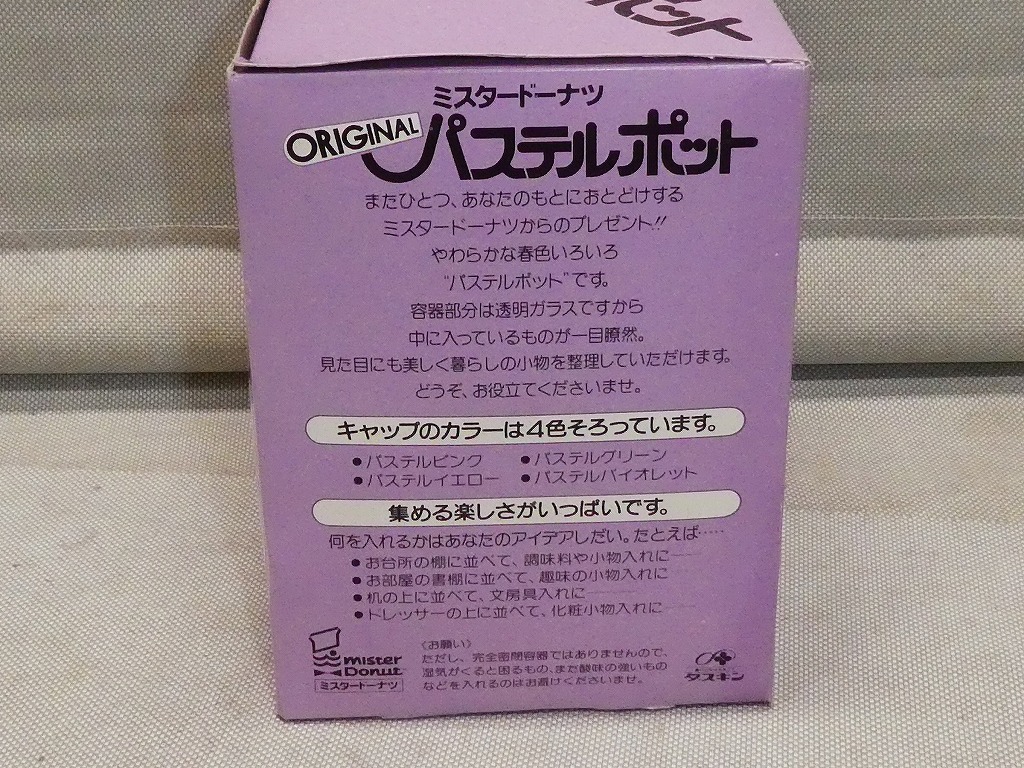 ポット
ミスタードーナツ
ORIGINAL パステルポット
またひとつ、あなたのもとにおとどけする
ミスタードーナツからのプレゼント!!
やわらかな春色いろいろ
“パステルポット”です。
容器部分は透明ガラスですから
中に入っているものが一目瞭然。
見た目にも美しく暮らしの小物を整理していただけます。
どうぞ、お役立てくださいませ。
キャップのカラーは4色そろっています。
●パステルピンク ●パステルグリーン
●パステルイエロー ●パステルバイオレット
集める楽しさがいっぱいです。
何を入れるかはあなたのアイデアしだい。たとえば……
●お台所の棚に並べて、調味料や小物入れに──
●お部屋の書棚に並べて、趣味の小物入れに──
●机の上に並べて、文房具入れに────
●ドレッサーの上に並べて、化粧小物入れに──
mister Donut
ミスタードーナツ
〈お願い〉
ただし、完全密閉容器ではありませんので、
湿気がくると困るもの、また酸味の強いもの
などを入れるのはお避けくださいませ。
ダスキン